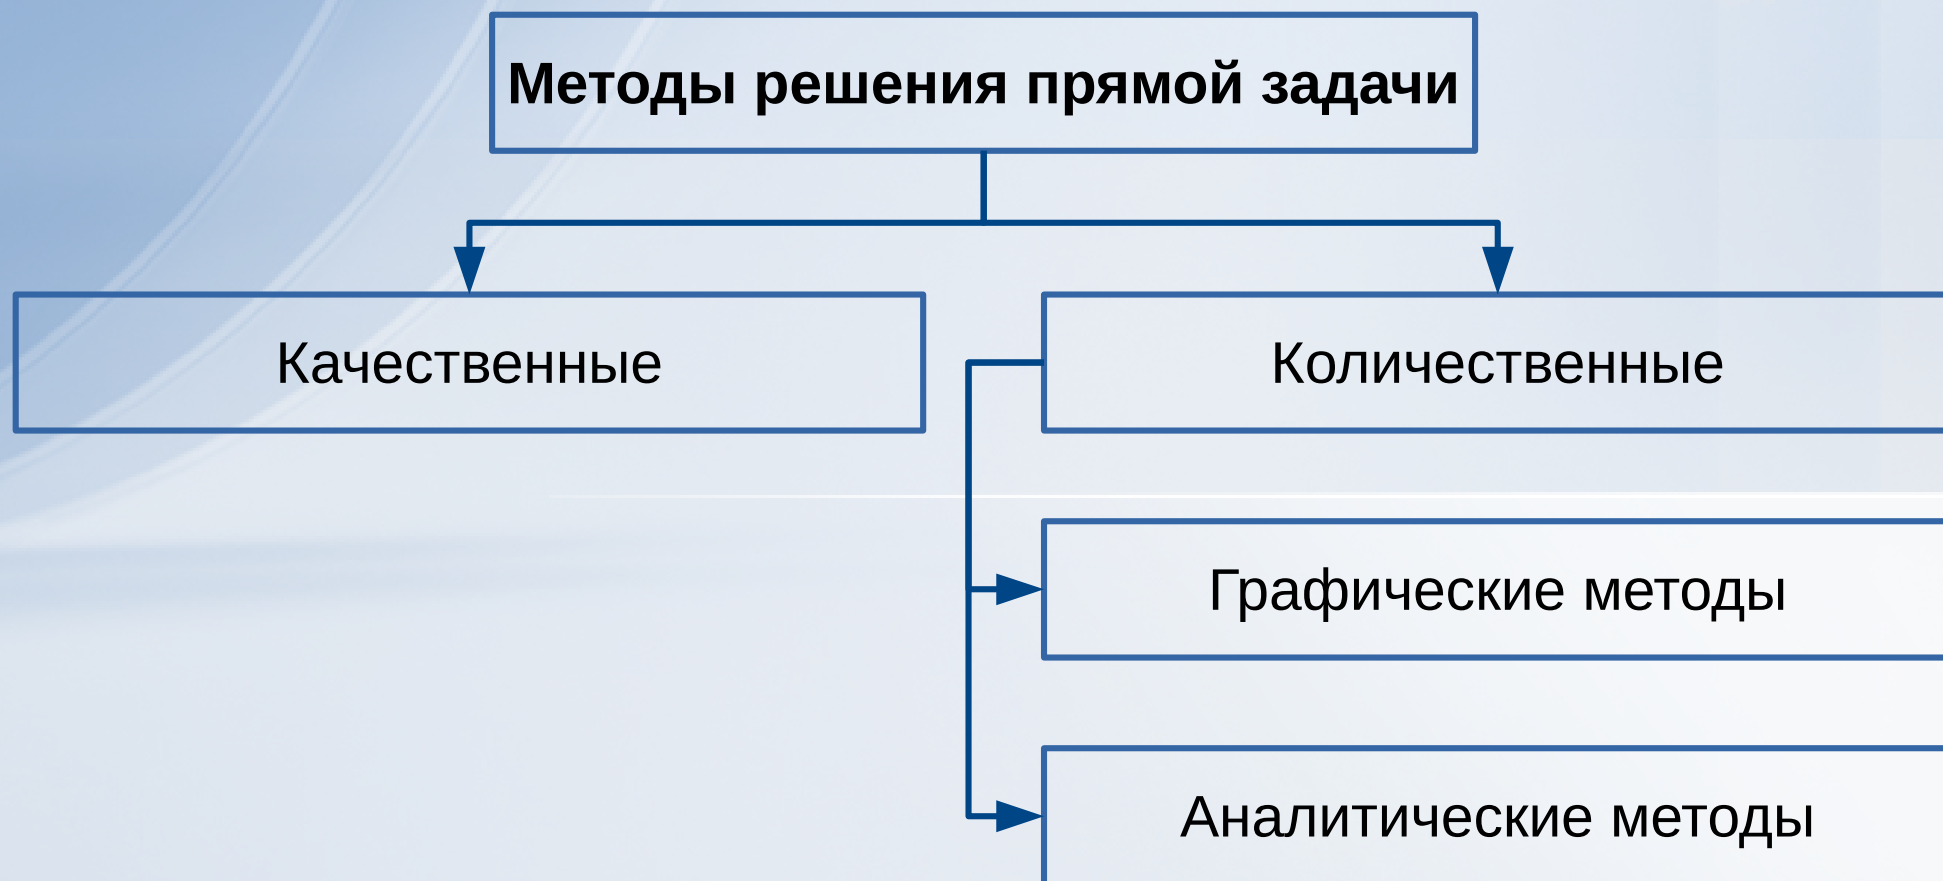 Методы решения прямой задачи
Качественные
Количественные
Графические методы
Аналитические методы